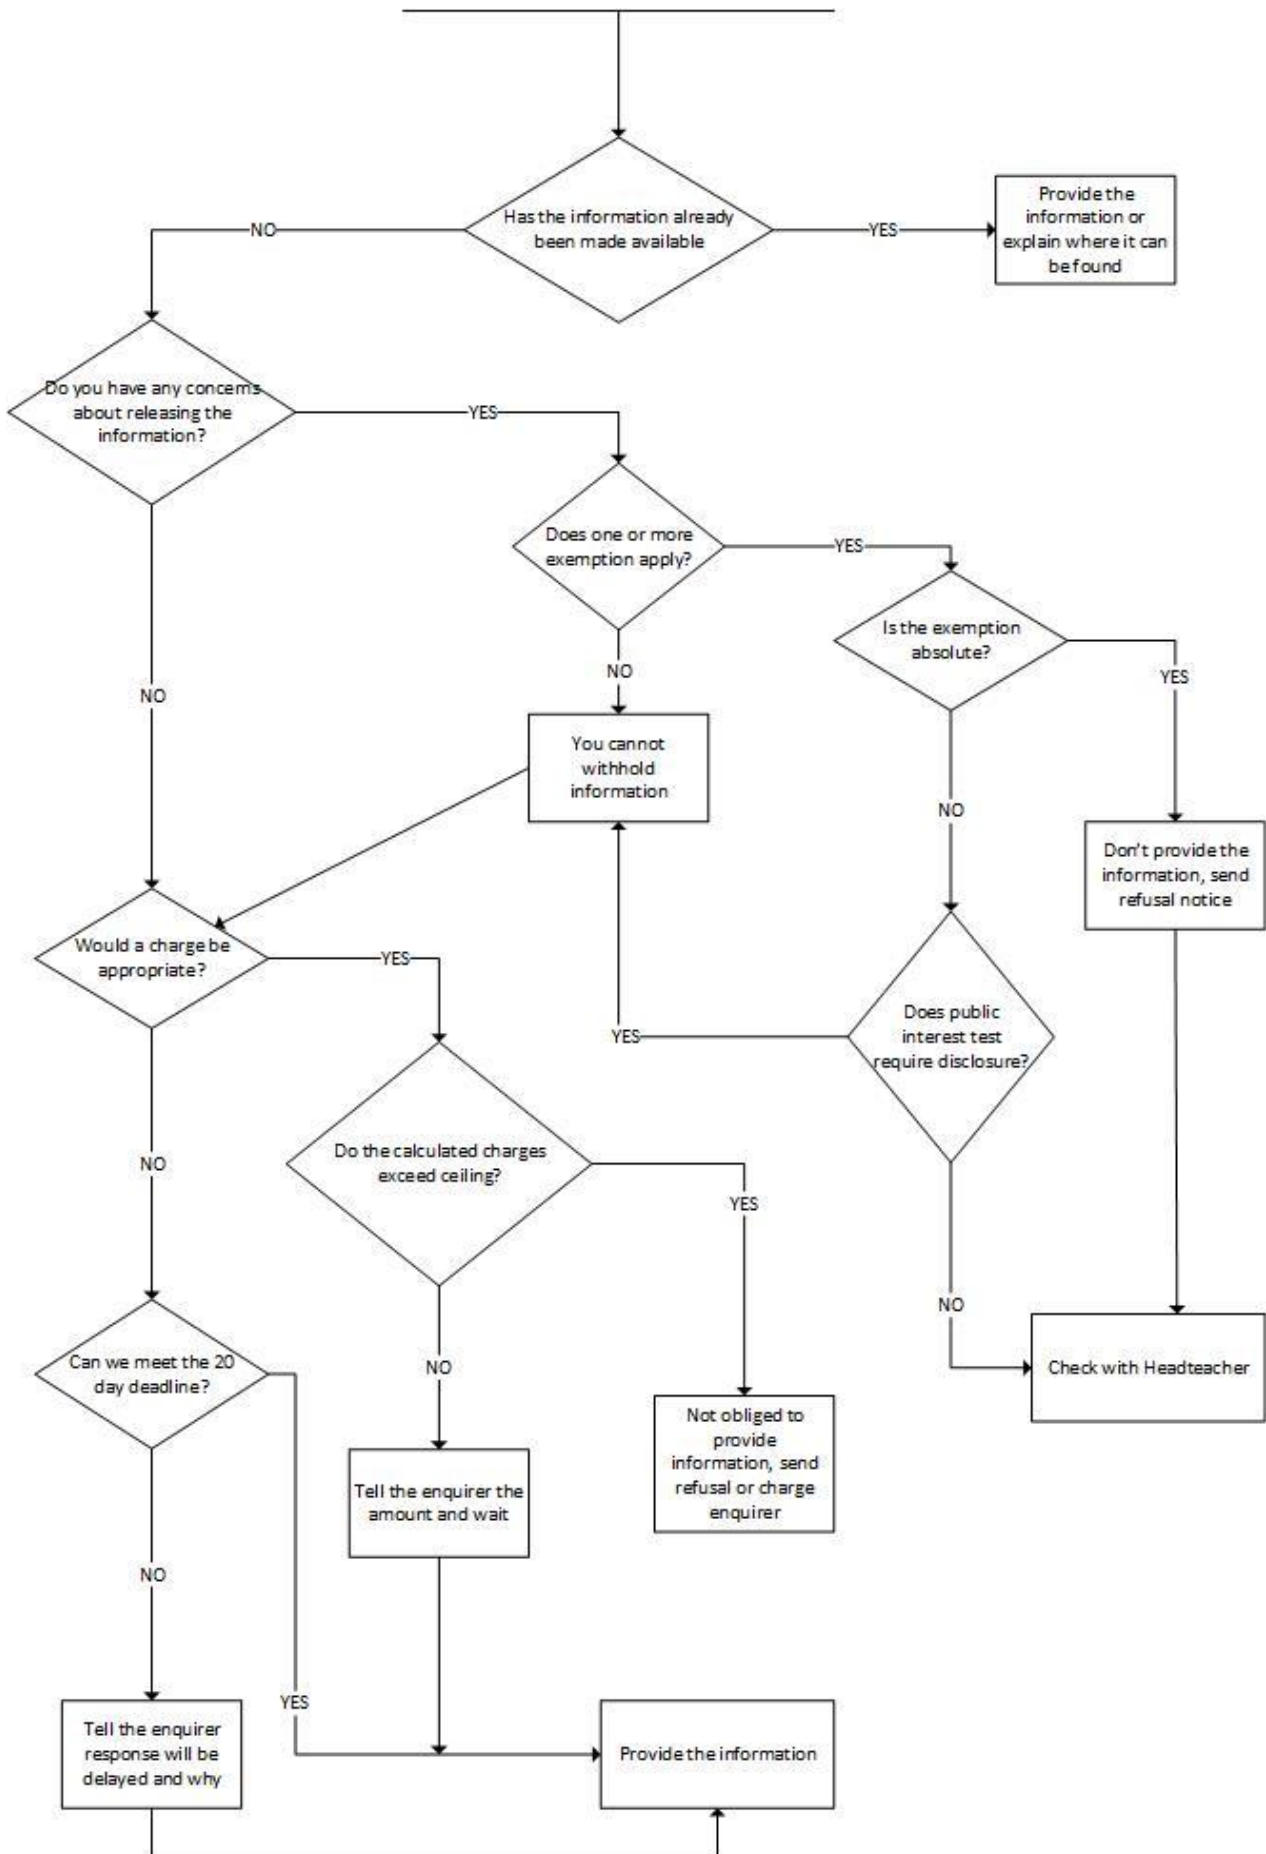 Has the information already
been made available
NO
YES
Provide the
information or
explain where it can
be found
Do you have any concerns
about releasing the
information?
YES
Does one or more
exemption apply?
YES
Is the exemption
absolute?
YES
NO
NO
You cannot
withhold
information
NO
Don't provide the
information, send
refusal notice
Would a charge be
appropriate?
YES
Does public
interest test
require disclosure?
YES
NO
Do the calculated charges
exceed ceiling?
YES
NO
Can we meet the 20
day deadline?
NO
Check with Headteacher
Not obliged to
provide
information, send
refusal or charge
enquirer
Tell the enquirer the
amount and wait
NO
YES
Tell the enquirer
response will be
delayed and why
Provide the information